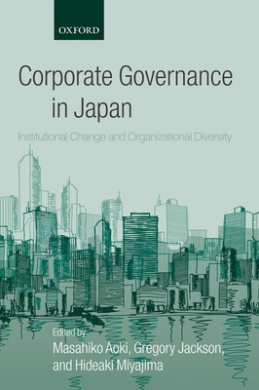 OXFORD
Corporate Governance
in Japan
Institutional Change and Organizational Diversity
Edited by
Masahiko Aoki, Gregory Jackson,
and Hideaki Miyajima